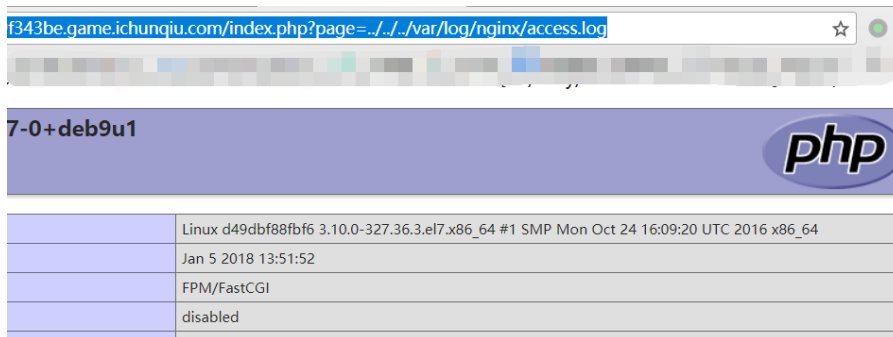 f343be.game.ichunqiu.com/index.php?page=../../../var/log/nginx/access.log
7-0+deb9u1
php
Linux d49dbf88fbf6 3.10.0-327.36.3.el7.x86_64 #1 SMP Mon Oct 24 16:09:20 UTC 2016 x86_64
Jan 5 2018 13:51:52
FPM/FastCGI
disabled